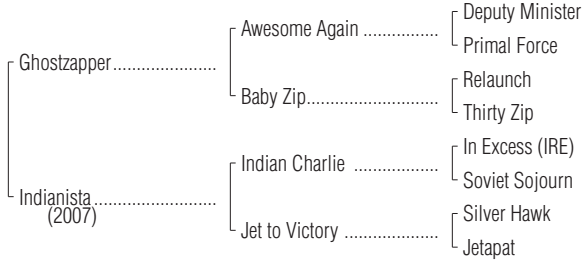 Deputy Minister
Awesome Again ..................
Primal Force
Ghostzapper.........................
Relaunch
Baby Zip................................
Thirty Zip
In Excess (IRE)
Indian Charlie ....................
Soviet Sojourn
Indianista.............................
(2007)
Silver Hawk
Jet to Victory ......................
Jetapat